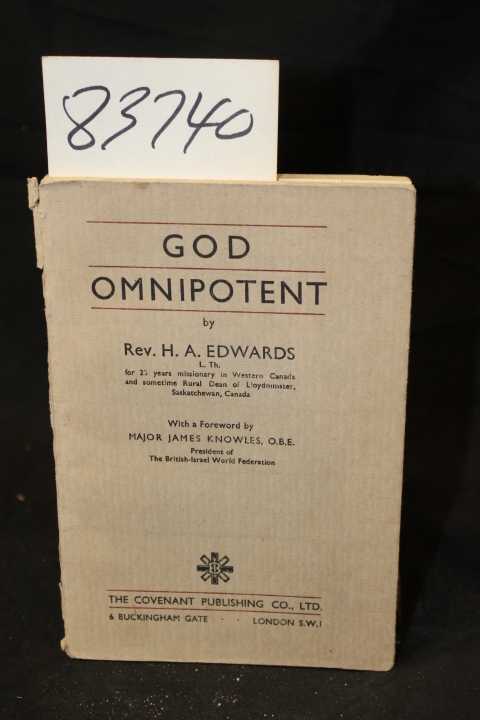 83740
GOD
OMNIPOTENT
by
Rev. H. A. EDWARDS
L. Th.
for 25 years missionary in Western Canada
and sometime Rural Dean of Lloydminster,
Saskatchewan, Canada
With a Foreword by
MAJOR JAMES KNOWLES, O.B.E.
President of
The British-Israel World Federation
8
THE COVENANT PUBLISHING CO., LTD.
6 BUCKINGHAM GATE · · LONDON S.W.1